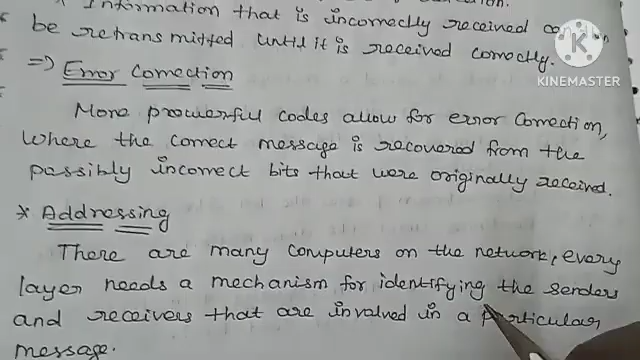 * Information that is incorrectly received can then
be retransmitted until it is received correctly.
=> Error Correction
More prowerful codes allow for error correction,
where the correct message is recovered from the
possibly incorrect bits that were originally received.
* Addressing
There are many computers on the network, every
layer needs a mechanism for identifying the senders
and receivers that are involved in a particular
message.
KINEMASTER